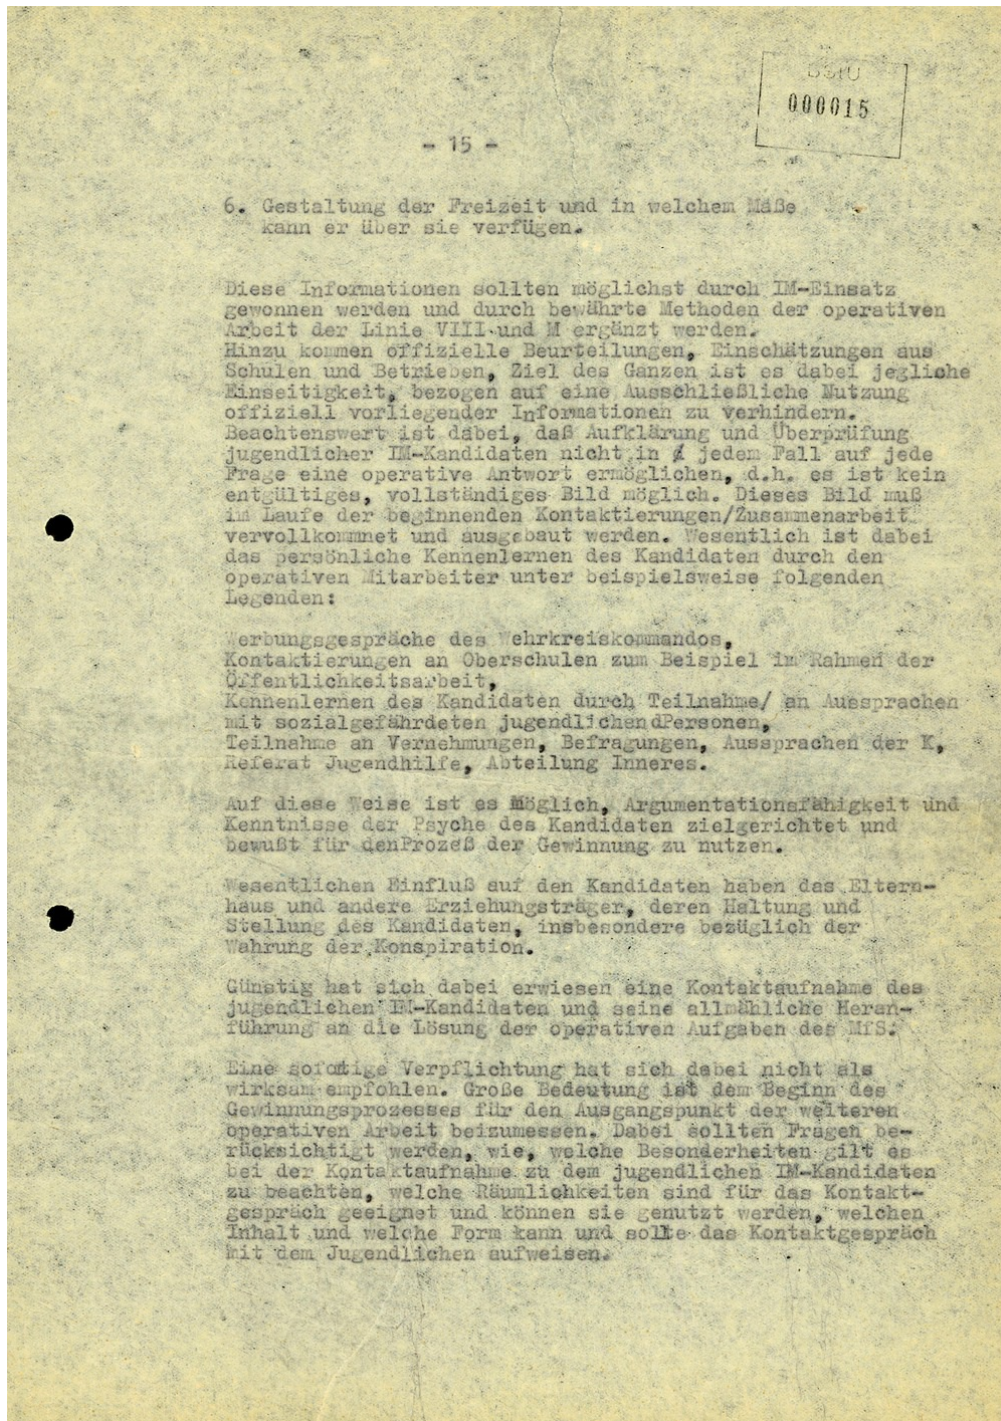 BStU
000015
- 15 -
6. Gestaltung der Freizeit und in welchem Maße
kann er über sie verfügen.
Diese Informationen sollten möglichst durch IM-Einsatz
gewonnen werden und durch bewährte Methoden der operativen
Arbeit der Linie VIII und M ergänzt werden.
Hinzu kommen offizielle Beurteilungen, Einschätzungen aus
Schulen und Betrieben, Ziel des Ganzen ist es dabei jegliche
Einseitigkeit, bezogen auf eine Ausschließliche Nutzung
offiziell vorliegender Informationen zu verhindern.
Beachtenswert ist dabei, daß Aufklärung und Überprüfung
jugendlicher IM-Kandidaten nicht in jedem Fall auf jede
Frage eine operative Antwort ermöglichen, d.h. es ist kein
entgültiges, vollständiges Bild möglich. Dieses Bild muß
im Laufe der beginnenden Kontaktierungen/Zusammenarbeit
vervollkommnet und ausgebaut werden. Wesentlich ist dabei
das persönliche Kennenlernen des Kandidaten durch den
operativen Mitarbeiter unter beispielsweise folgenden
Legenden:
Werbungsgespräche des Wehrkreiskommandos,
Kontaktierungen an Oberschulen zum Beispiel im Rahmen der
Öffentlichkeitsarbeit,
Kennenlernen des Kandidaten durch Teilnahme/ an Aussprachen
mit sozialgefährdeten jugendlichendPersonen,
Teilnahme an Vernehmungen, Befragungen, Aussprachen der K,
Referat Jugendhilfe, Abteilung Inneres.
Auf diese Weise ist es möglich, Argumentationsfähigkeit und
Kenntnisse der Psyche des Kandidaten zielgerichtet und
bewußt für denProzeß der Gewinnung zu nutzen.
Wesentlichen Einfluß auf den Kandidaten haben das Eltern-
haus und andere Erziehungsträger, deren Haltung und
Stellung des Kandidaten, insbesondere bezüglich der
Wahrung der Konspiration.
Günstig hat sich dabei erwiesen eine Kontaktaufnahme des
jugendlichen IM-Kandidaten und seine allmähliche Heran-
führung an die Lösung der operativen Aufgaben des MfS.
Eine sofortige Verpflichtung hat sich dabei nicht als
wirksam empfohlen. Große Bedeutung ist dem Beginn des
Gewinnungsprozesses für den Ausgangspunkt der weiteren
operativen Arbeit beizumessen. Dabei sollten Fragen be-
rücksichtigt werden, wie, welche Besonderheiten gilt es
bei der Kontaktaufnahme zu dem jugendlichen IM-Kandidaten
zu beachten, welche Räumlichkeiten sind für das Kontakt-
gespräch geeignet und können sie genutzt werden, welchen
Inhalt und welche Form kann und sollte das Kontaktgespräch
mit dem Jugendlichen aufweisen.